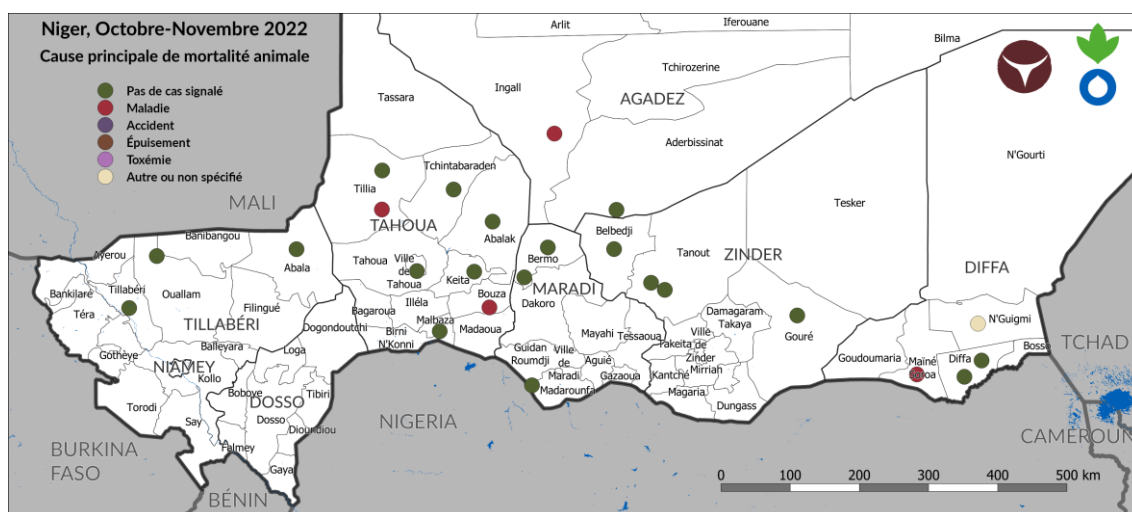 Niger, Octobre-Novembre 2022
Cause principale de mortalité animale
Pas de cas signalé
Maladie
Accident
Épuisement
Toxémie
Autre ou non spécifié
Arlit
Iferouane
Bilma
Tchirozerine
Ingall
Tassara
AGADEZ
Aderbissinat
N'Gourti
Tchintabaraden
Tillia
Tesker
MALI
TAHOUA
Banibangou
Abalak
Belbedji
Ayerou
Tanout
ZINDER
Bermo
Abala
Tahoua
Ville
de
Tahoua
Keita
DIFFA
Tillabéri
Bankilaré
Ouallam
Bouza
MARADI
Dakoro
Filingué
Illéla
Téra
Bagaroua
Malbaza
Madaoua
Damagaram
Takaya
N'Guigmi
TILLABÉRI
Dogondoutchi
Birni
N'Konni
Mayahi
Tessaoua
Ville
de
Zinder
Gouré
TCHAD
Balleyara
Guidan
Roumdji
Ville
de
Maradi
Takeita
Bosso
Gothèye
Loga
Aguié
Mirriah
Goudoumaria
Maïné
Soroa
Diffa
NIAMEY
Kollo
Kantché
Gazaoua
Boboye
Tibiri
Madarounfa
Magaria
Torodi
DOSSO
Dungass
Say
Dosso
Dioundiou
NIGERIA
BURKINA
FASO
Falmey
Gaya
CAMEROUN
BÉNIN
0 100 200 300 400 500 km